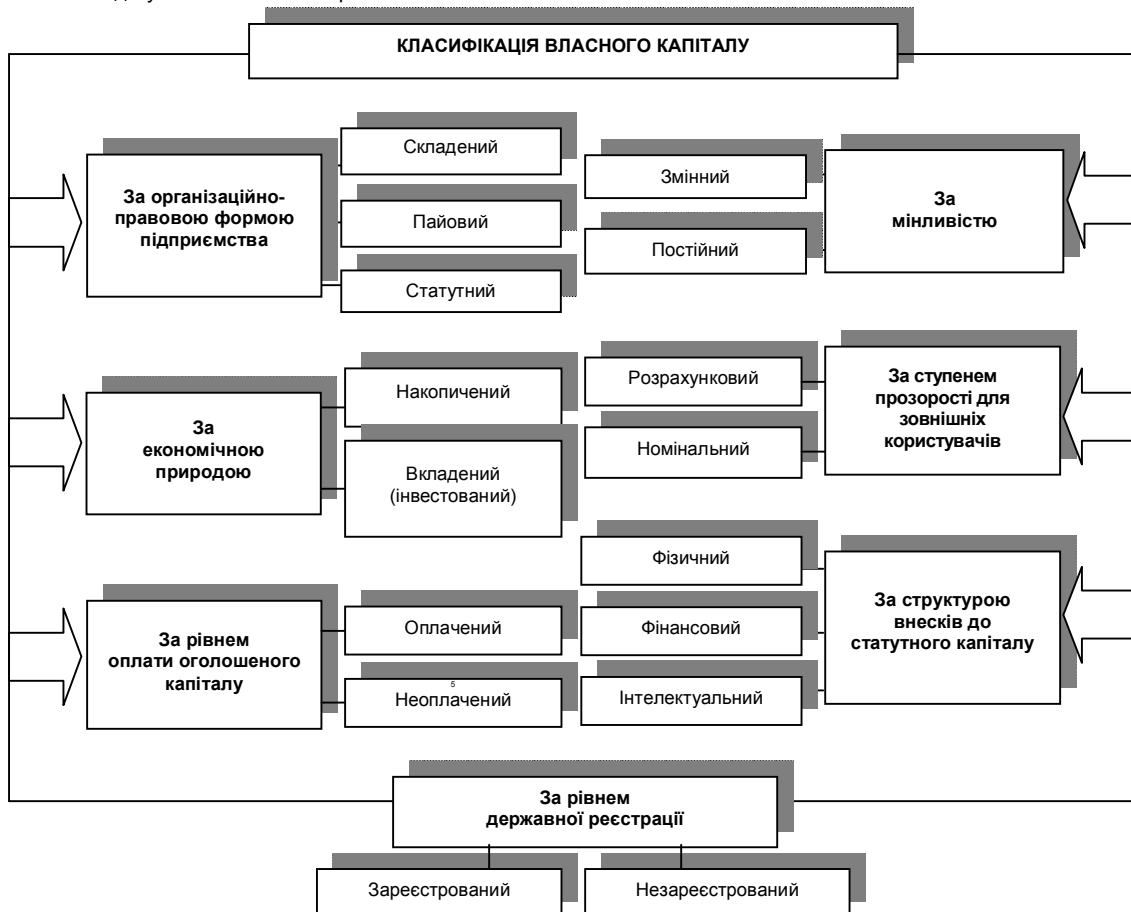 КЛАСИФІКАЦІЯ ВЛАСНОГО КАПІТАЛУ
За організаційно-
правовою формою
підприємства
Складений
Пайовий
Статутний
Змінний
Постійний
За
мінливістю
За
економічною
природою
Накопичений
Вкладений
(інвестований)
Розрахунковий
Номінальний
За ступенем
прозорості для
зовнішніх
користувачів
За рівнем
оплати оголошеного
капіталу
Оплачений
5
Неоплачений
Фізичний
Фінансовий
Інтелектуальний
За структурою
внесків до
статутного капіталу
За рівнем
державної реєстрації
Зареєстрований
Незареєстрований